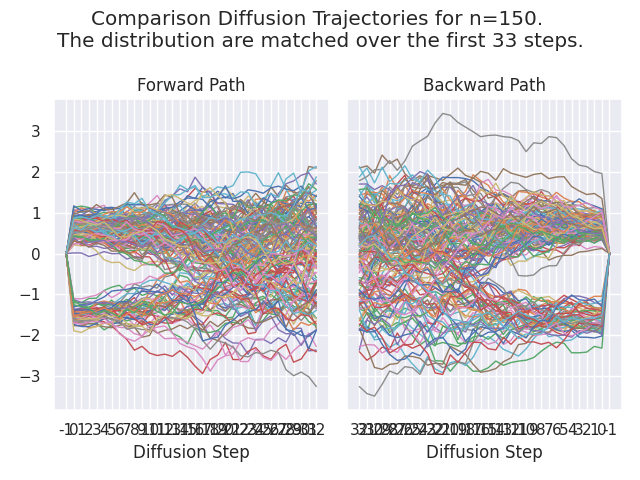 Comparison Diffusion Trajectories for n=150.
The distribution are matched over the first 33 steps.
Forward Path
Backward Path
3
2
1
0
−1
−2
−3
Diffusion Step
Diffusion Step